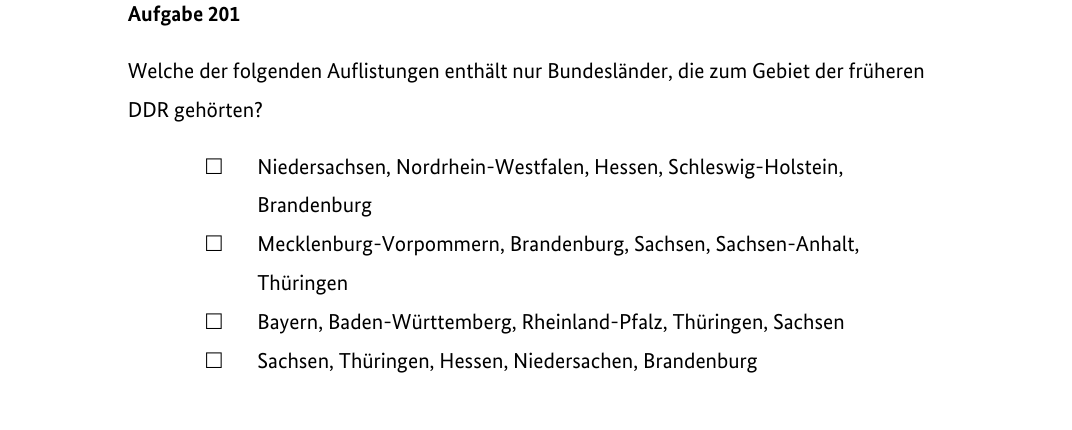 Aufgabe 201
Welche der folgenden Auflistungen enthält nur Bundesländer, die zum Gebiet der früheren
DDR gehörten?
☐ Niedersachsen, Nordrhein-Westfalen, Hessen, Schleswig-Holstein,
Brandenburg
☐ Mecklenburg-Vorpommern, Brandenburg, Sachsen, Sachsen-Anhalt,
Thüringen
☐ Bayern, Baden-Württemberg, Rheinland-Pfalz, Thüringen, Sachsen
☐ Sachsen, Thüringen, Hessen, Niedersachen, Brandenburg